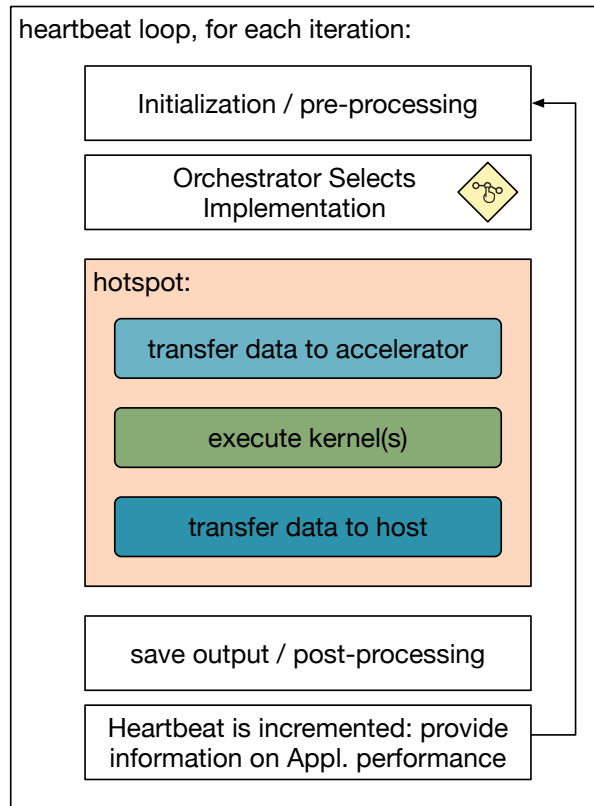 heartbeat loop, for each iteration:
Initialization / pre-processing
Orchestrator Selects
Implementation
hotspot:
transfer data to accelerator
execute kernel(s)
transfer data to host
save output / post-processing
Heartbeat is incremented: provide
information on Appl. performance